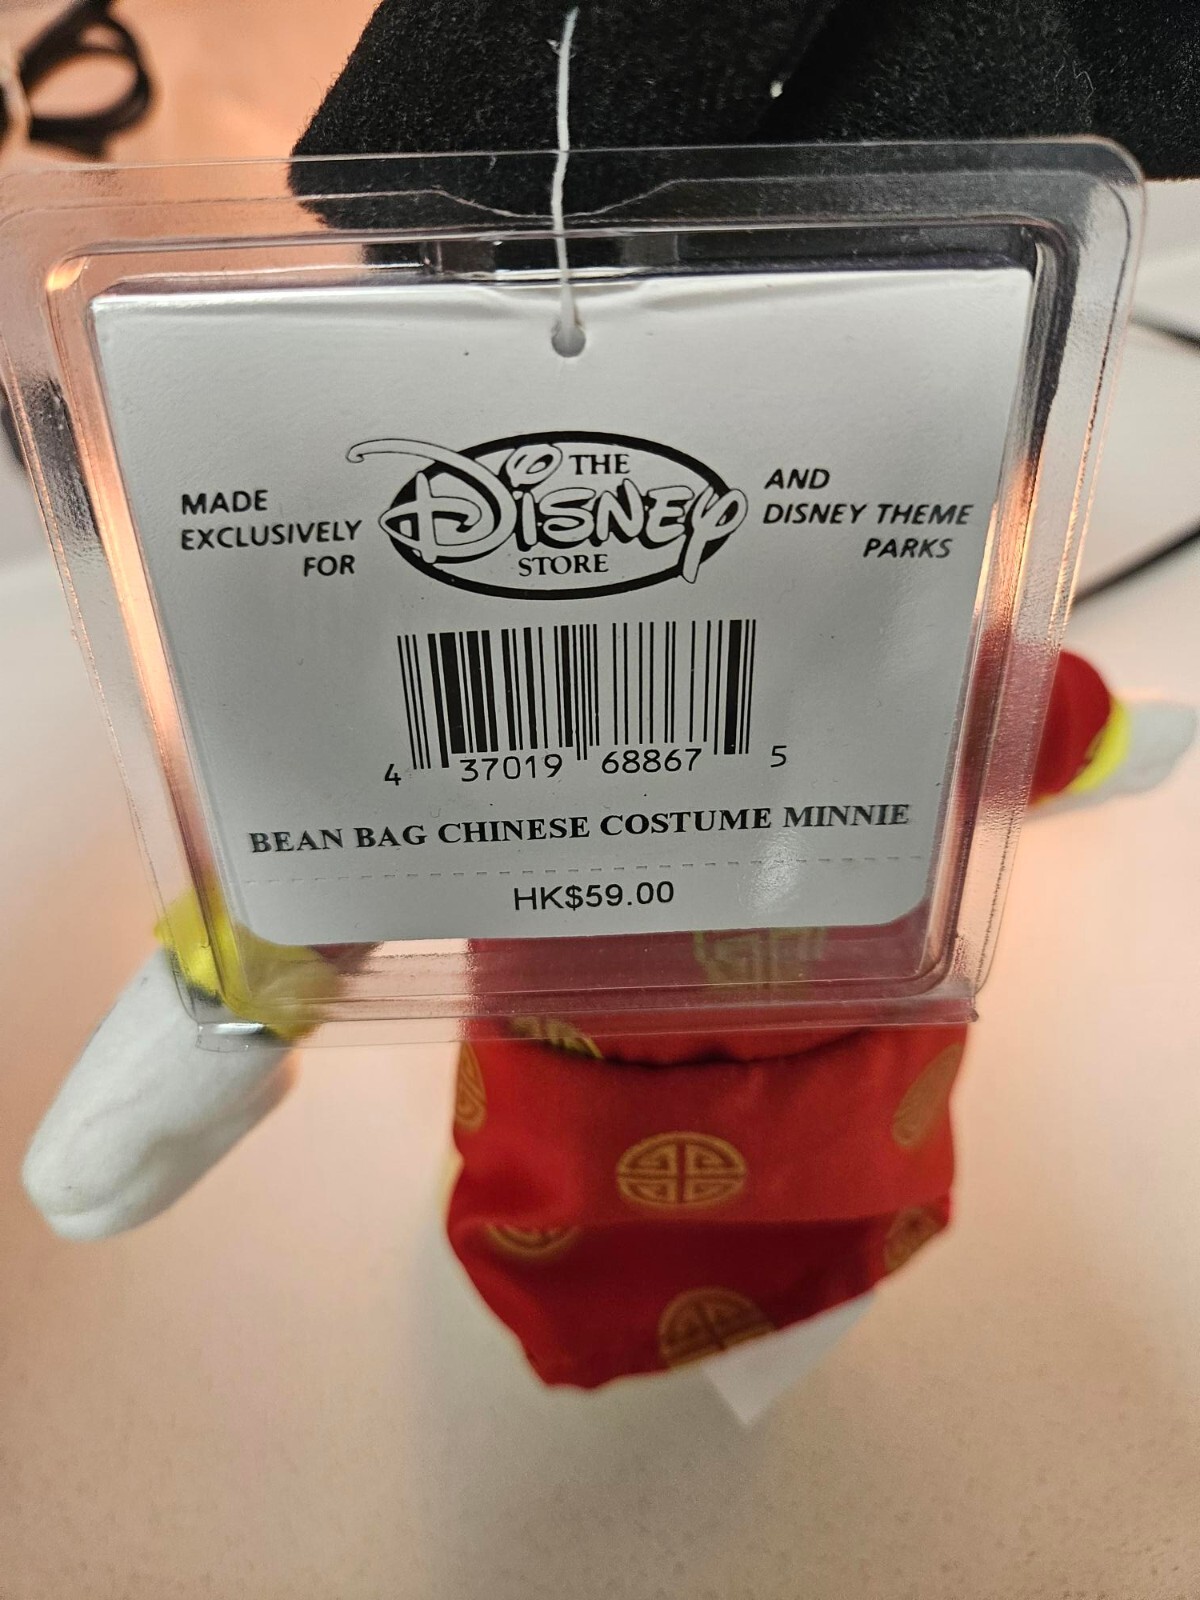 MADE
EXCLUSIVELY
FOR
THE
DISNEY
STORE
AND
DISNEY THEME
PARKS
4 37019 68867 5
BEAN BAG CHINESE COSTUME MINNIE
HK$59.00